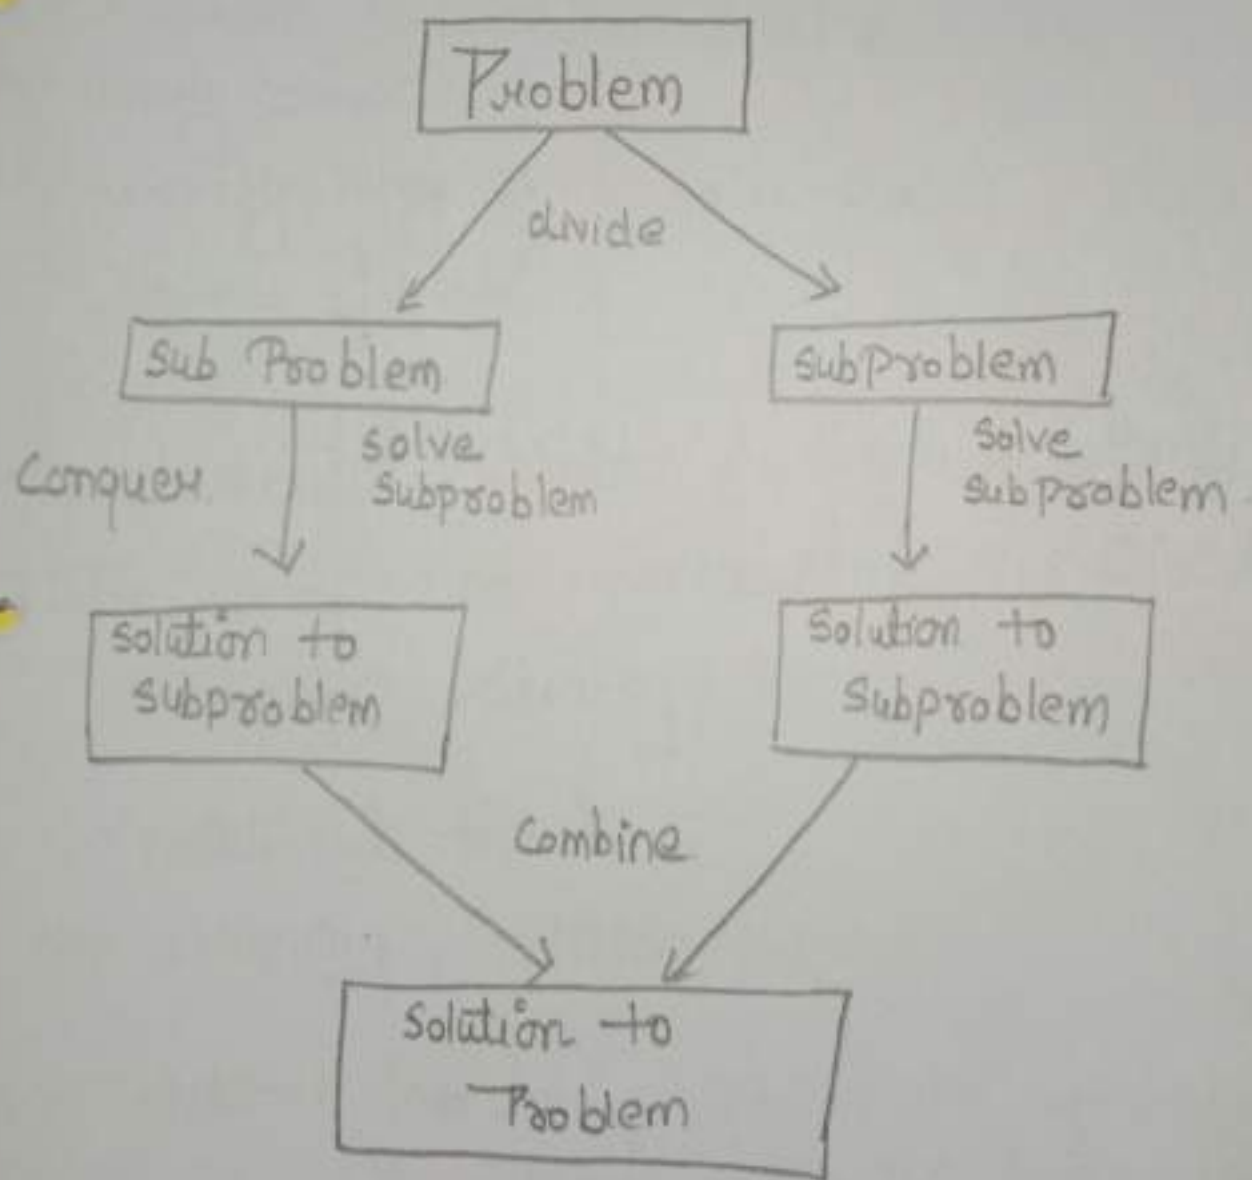 Problem
divide
Sub Problem
subproblem
Conquer
solve
subproblem
Solve
subproblem
solution to
subproblem
Solution to
subproblem
Combine
Solution to
Problem